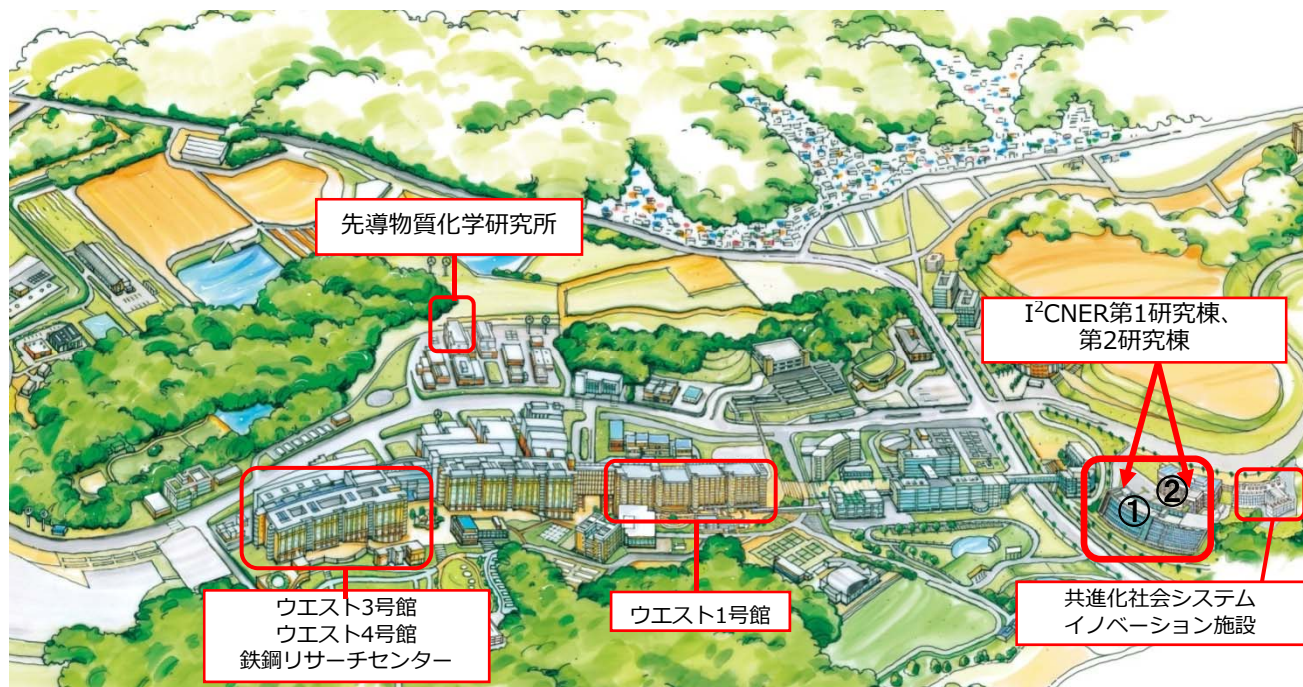 先導物質化学研究所
I²CNER第1研究棟、
第2研究棟
①
②
ウエスト3号館
ウエスト4号館
鉄鋼リサーチセンター
ウエスト1号館
共進化社会システム
イノベーション施設